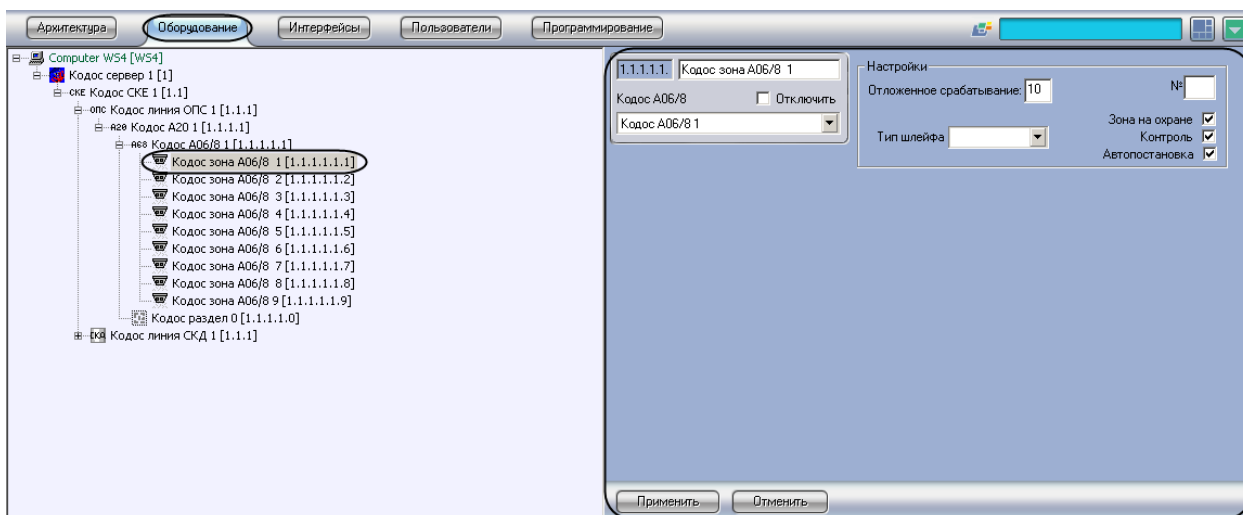 Архитектура Оборудование Интерфейсы Пользователи Программирование
Computer WS4 [WS4]
Кодос сервер 1 [1]
СКЕ Кодос СКЕ 1 [1.1]
ОПС Кодос линия ОПС 1 [1.1.1]
А20 Кодос А20 1 [1.1.1.1]
Кодос А06/8 1 [1.1.1.1.1]
Кодос зона А06/8 1 [1.1.1.1.1.1]
Кодос зона А06/8 2 [1.1.1.1.1.2]
Кодос зона А06/8 3 [1.1.1.1.1.3]
Кодос зона А06/8 4 [1.1.1.1.1.4]
Кодос зона А06/8 5 [1.1.1.1.1.5]
Кодос зона А06/8 6 [1.1.1.1.1.6]
Кодос зона А06/8 7 [1.1.1.1.1.7]
Кодос зона А06/8 8 [1.1.1.1.1.8]
Кодос зона А06/8 9 [1.1.1.1.1.9]
Кодос раздел 0 [1.1.1.1.0]
СКД Кодос линия СКД 1 [1.1.1]
1.1.1.1.1. Кодос зона А06/8 1
Кодос А06/8 Отключить
Кодос А06/8 1
Настройки
Отложенное срабатывание: 10 №
Тип шлейфа
Зона на охране
Контроль
Автопостановка
Применить Отменить